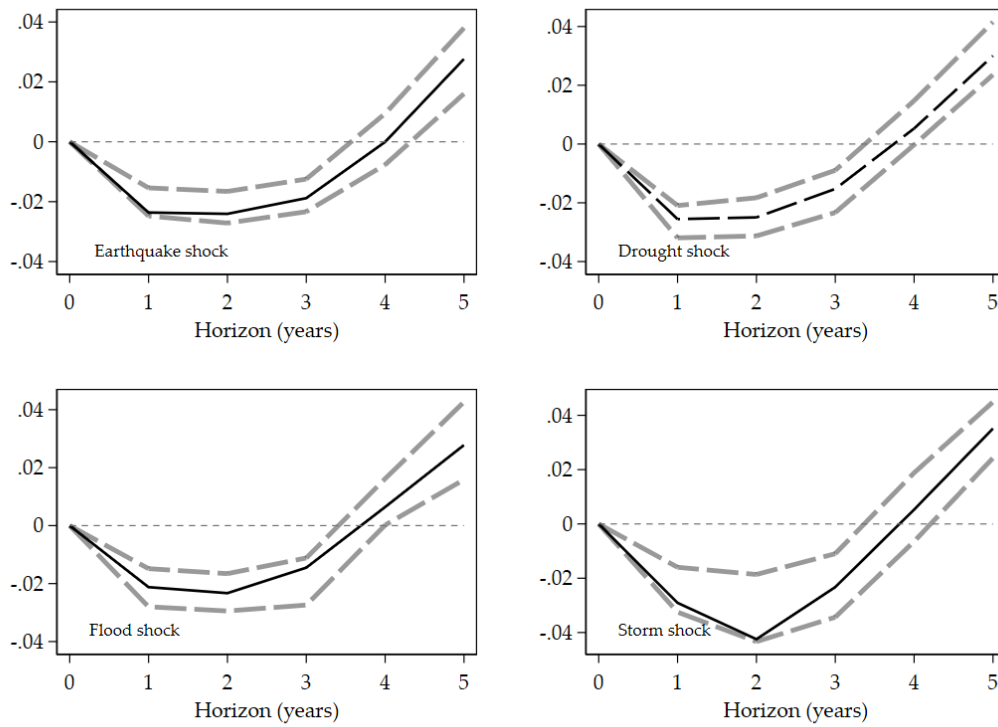 .04
.02
0
-.02
-.04
Earthquake shock
0 1 2 3 4 5
Horizon (years)
.04
.02
0
-.02
-.04
Drought shock
0 1 2 3 4 5
Horizon (years)
.04
.02
0
-.02
-.04
Flood shock
0 1 2 3 4 5
Horizon (years)
.04
.02
0
-.02
-.04
Storm shock
0 1 2 3 4 5
Horizon (years)